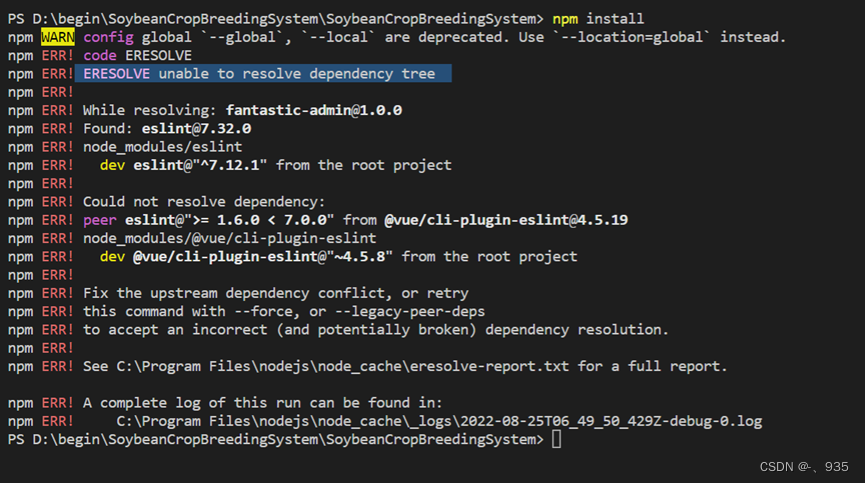 PS D:\begin\SoybeanCropBreedingSystem\SoybeanCropBreedingSystem> npm install
npm WARN config global `--global`, `--local` are deprecated. Use `--location=global` instead.
npm ERR! code ERESOLVE
npm ERR! ERESOLVE unable to resolve dependency tree
npm ERR!
npm ERR! While resolving: fantastic-admin@1.0.0
npm ERR! Found: eslint@7.32.0
npm ERR! node_modules/eslint
npm ERR!   dev eslint@"^7.12.1" from the root project
npm ERR!
npm ERR! Could not resolve dependency:
npm ERR! peer eslint@">= 1.6.0 < 7.0.0" from @vue/cli-plugin-eslint@4.5.19
npm ERR! node_modules/@vue/cli-plugin-eslint
npm ERR!   dev @vue/cli-plugin-eslint@"~4.5.8" from the root project
npm ERR!
npm ERR! Fix the upstream dependency conflict, or retry
npm ERR! this command with --force, or --legacy-peer-deps
npm ERR! to accept an incorrect (and potentially broken) dependency resolution.
npm ERR!
npm ERR! See C:\Program Files\nodejs\node_cache\eresolve-report.txt for a full report.
npm ERR! A complete log of this run can be found in:
npm ERR!     C:\Program Files\nodejs\node_cache\_logs\2022-08-25T06_49_50_429Z-debug-0.log
PS D:\begin\SoybeanCropBreedingSystem\SoybeanCropBreedingSystem>
CSDN @-、935